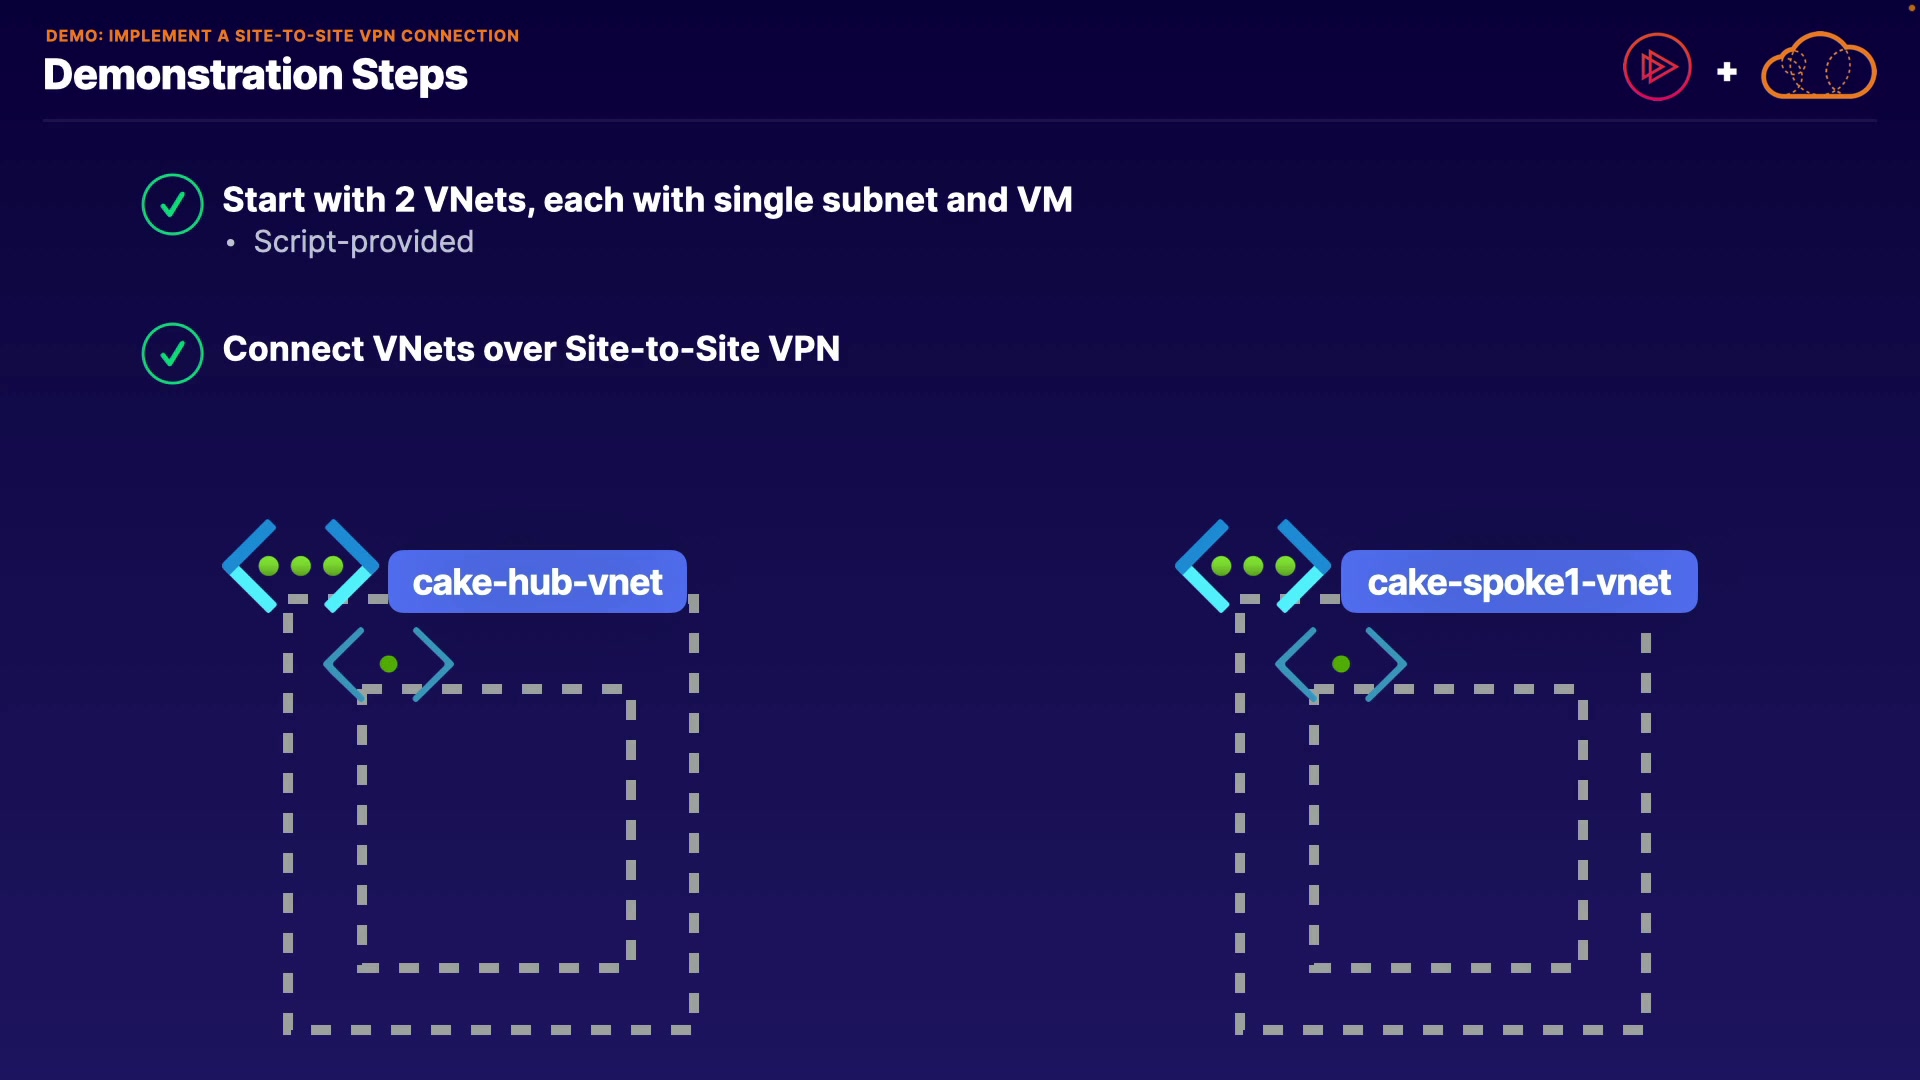 DEMO: IMPLEMENT A SITE-TO-SITE VPN CONNECTION
Demonstration Steps
Start with 2 VNets, each with single subnet and VM
• Script-provided
Connect VNets over Site-to-Site VPN
cake-hub-vnet
cake-spoke1-vnet